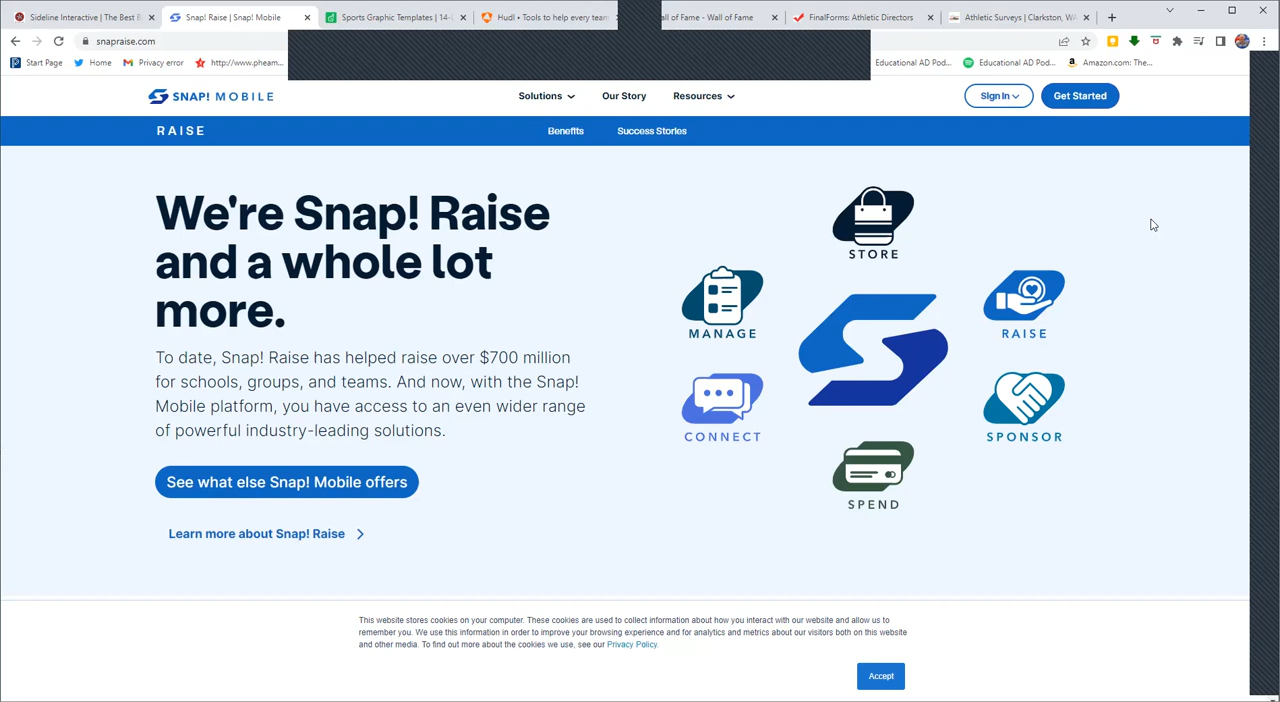 Sideline Interactive | The Best B
Snap! Raise | Snap! Mobile
Sports Graphic Templates | 14-
Hudl • Tools to help every team
all of Fame - Wall of Fame
FinalForms: Athletic Directors
Athletic Surveys | Clarkston, WA
snapraise.com
Start Page
Home
Privacy error
http://www.pheam...
Educational AD Pod...
Educational AD Pod...
Amazon.com: The...
SNAP! MOBILE
Solutions
Our Story
Resources
Sign In
Get Started
RAISE
Benefits
Success Stories
We're Snap! Raise
and a whole lot
more.
To date, Snap! Raise has helped raise over $700 million
for schools, groups, and teams. And now, with the Snap!
Mobile platform, you have access to an even wider range
of powerful industry-leading solutions.
See what else Snap! Mobile offers
Learn more about Snap! Raise
STORE
MANAGE
RAISE
CONNECT
SPONSOR
SPEND
This website stores cookies on your computer. These cookies are used to collect information about how you interact with our website and allow us to
remember you. We use this information in order to improve your browsing experience and for analytics and metrics about our visitors both on this website
and other media. To find out more about the cookies we use, see our Privacy Policy.
Accept